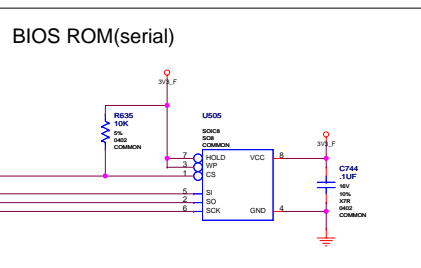 BIOS ROM(serial)
3V3_F
R635
10K
5%
0402
COMMON
U505
SOIC8
SO8
COMMON
7 HOLD VCC 8
3 WP
1 CS
5 SI
2 SO
6 SCK GND 4
3V3_F
C744
.1UF
16V
10%
X7R
0402
COMMON